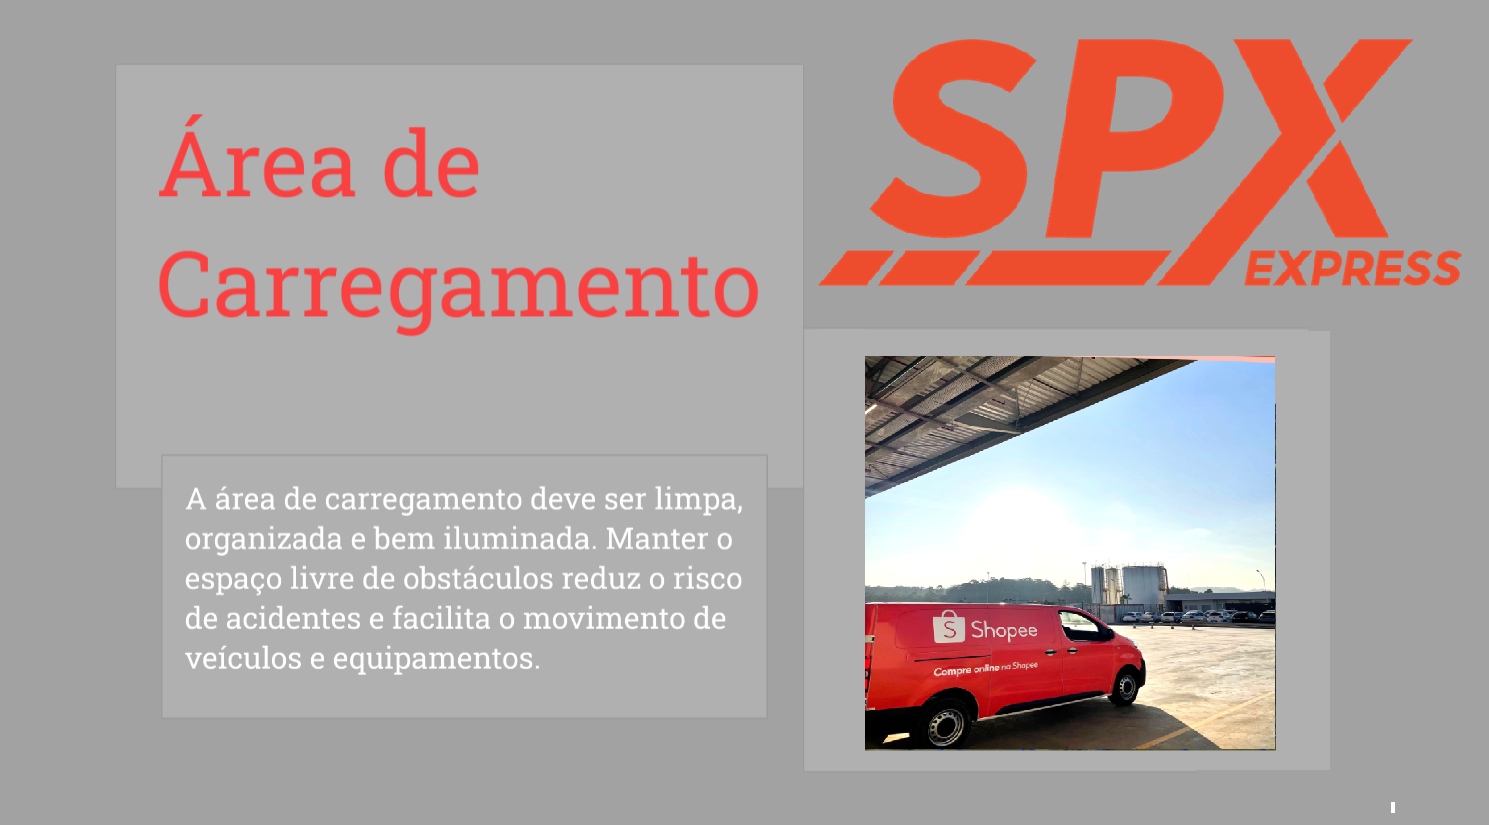 Área de
Carregamento
SPX
EXPRESS
A área de carregamento deve ser limpa,
organizada e bem iluminada. Manter o
espaço livre de obstáculos reduz o risco
de acidentes e facilita o movimento de
veículos e equipamentos.
Shopee
Compre online na Shopee